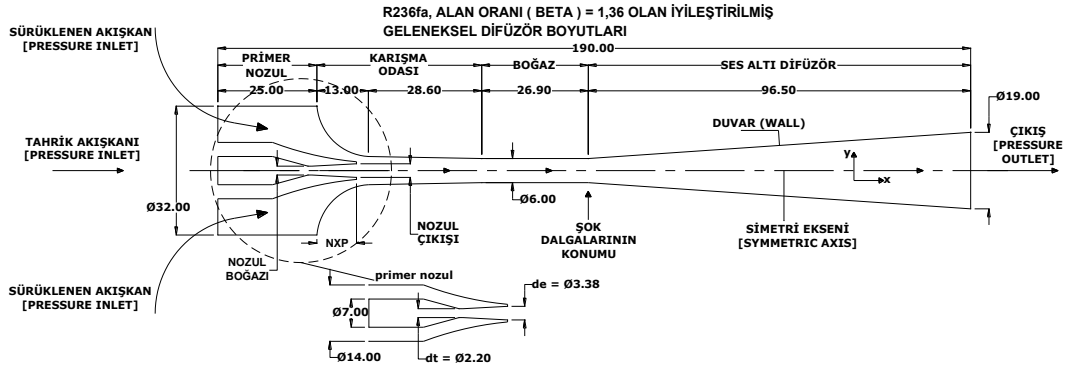 R236fa, ALAN ORANI ( BETA ) = 1,36 OLAN İYİLEŞTİRİLMİŞ
GELENEKSEL DİFÜZÖR BOYUTLARI
SÜRÜKLENEN AKIŞKAN
[PRESSURE INLET]
190.00
PRİMER
NOZUL
KARIŞMA
ODASI
BOĞAZ
SES ALTI DİFÜZÖR
25.00
13.00
28.60
26.90
96.50
Ø19.00
DUVAR (WALL)
TAHRİK AKIŞKANI
[PRESSURE INLET]
ÇIKIŞ
[PRESSURE
OUTLET]
y
x
Ø32.00
Ø6.00
NXP
NOZUL
ÇIKIŞI
ŞOK
DALGALARININ
KONUMU
SİMETRİ EKSENİ
[SYMMETRIC AXIS]
NOZUL
BOĞAZI
SÜRÜKLENEN AKIŞKAN
[PRESSURE INLET]
primer nozul
de = Ø3.38
Ø7.00
Ø14.00
dt = Ø2.20